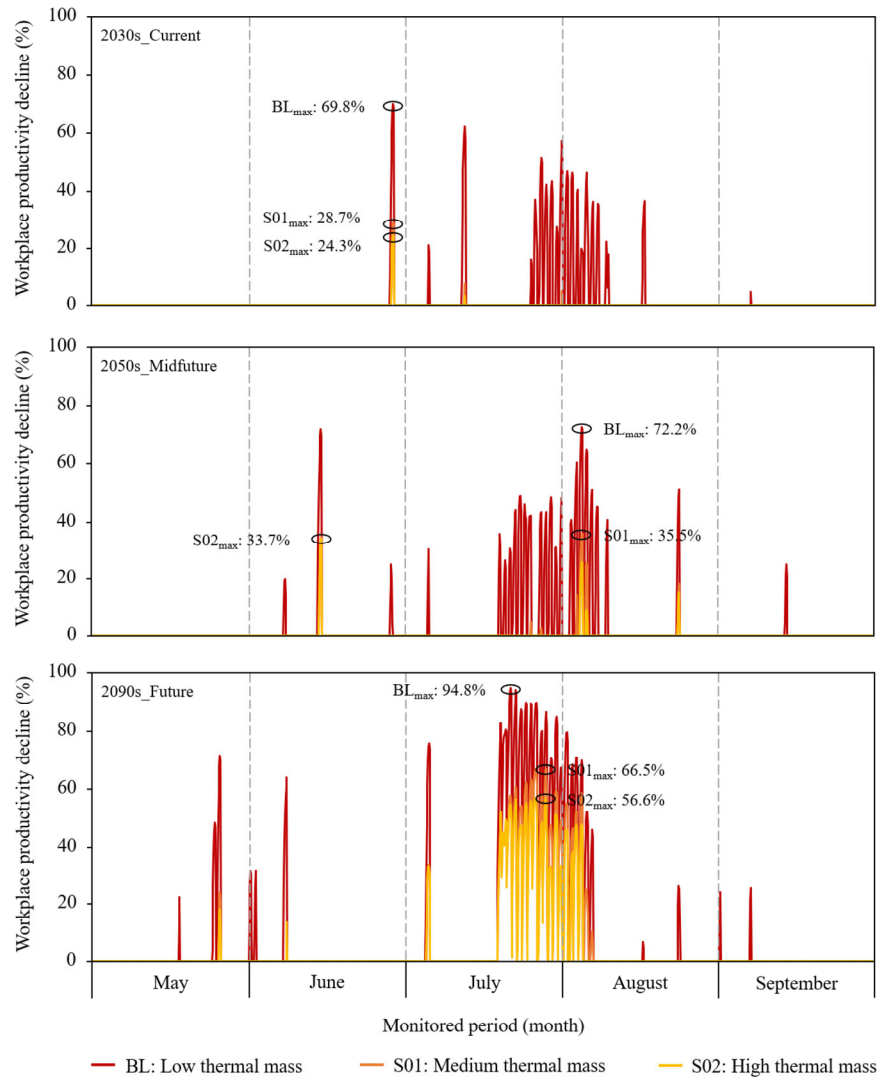 Workplace productivity decline (%)
100
80
60
40
20
0
2030s_Current
BLmax: 69.8%
S01max: 28.7%
S02max: 24.3%
Workplace productivity decline (%)
100
80
60
40
20
0
2050s_Midfuture
BLmax: 72.2%
S02max: 33.7%
S01max: 35.5%
Workplace productivity decline (%)
100
80
60
40
20
0
2090s_Future
BLmax: 94.8%
S01max: 66.5%
S02max: 56.6%
May June July August September
Monitored period (month)
BL: Low thermal mass S01: Medium thermal mass S02: High thermal mass